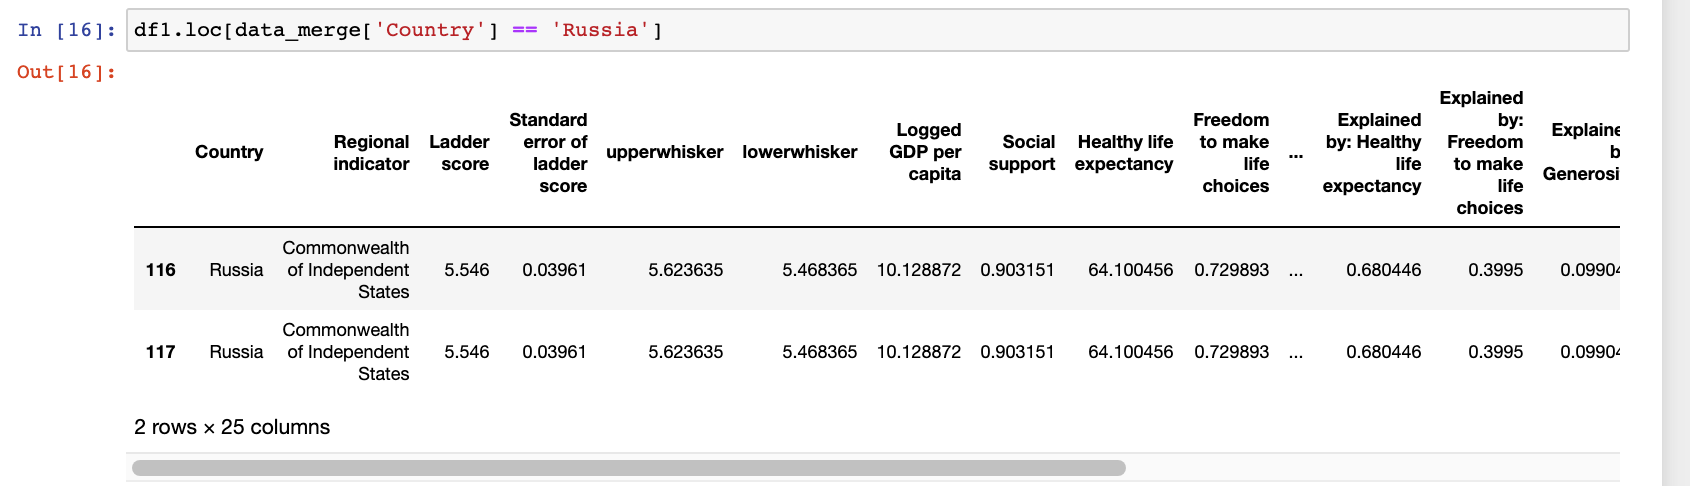 In [16]: df1.loc[data_merge['Country'] == 'Russia']
Out[16]:
Country Regional indicator Ladder score Standard error of ladder score upperwhisker lowerwhisker Logged GDP per capita Social support Healthy life expectancy Freedom to make life choices ... Explained by: Healthy life expectancy Explained by: Freedom to make life choices Explaine b Generosi
116 Russia Commonwealth of Independent States 5.546 0.03961 5.623635 5.468365 10.128872 0.903151 64.100456 0.729893 ... 0.680446 0.3995 0.09904
117 Russia Commonwealth of Independent States 5.546 0.03961 5.623635 5.468365 10.128872 0.903151 64.100456 0.729893 ... 0.680446 0.3995 0.09904
2 rows × 25 columns